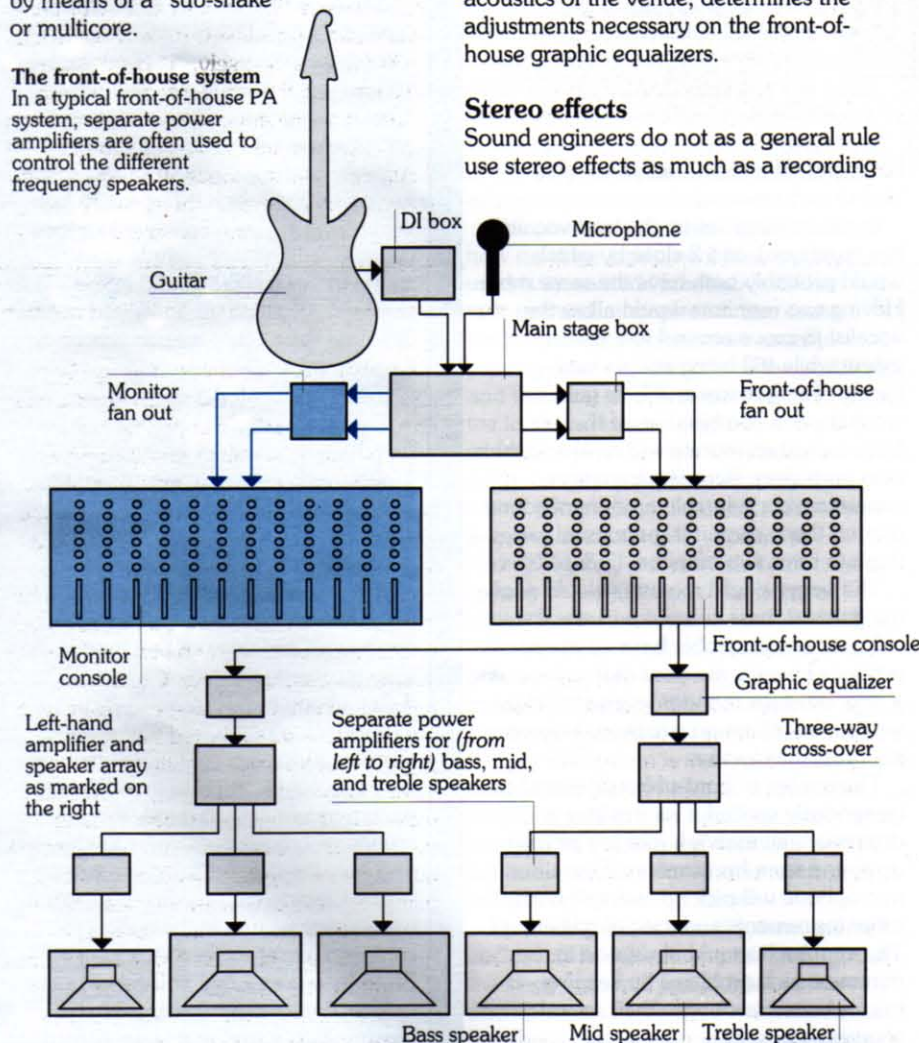 by means of a "sub-snake"
or multicore.
The front-of-house system
In a typical front-of-house PA
system, separate power
amplifiers are often used to
control the different
frequency speakers.
acoustics of the venue, determines the
adjustments necessary on the front-of-
house graphic equalizers.
Stereo effects
Sound engineers do not as a general rule
use stereo effects as much as a recording
DI box
Microphone
Guitar
Main stage box
Monitor
fan out
Front-of-house
fan out
Monitor
console
Front-of-house console
Graphic equalizer
Left-hand
amplifier and
speaker array
as marked on
the right
Separate power
amplifiers for (from
left to right) bass, mid,
and treble speakers
Three-way
cross-over
Bass speaker
Mid speaker
Treble speaker